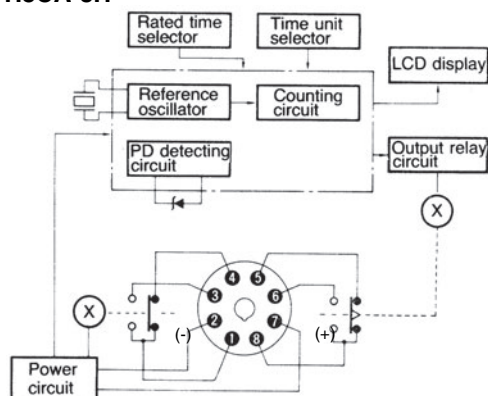 Rated time
selector
Time unit
selector
LCD display
Reference
oscillator
Counting
circuit
PD detecting
circuit
Output relay
circuit
X
4
5
3
6
X
(-)
2
7
(+)
1
8
Power
circuit